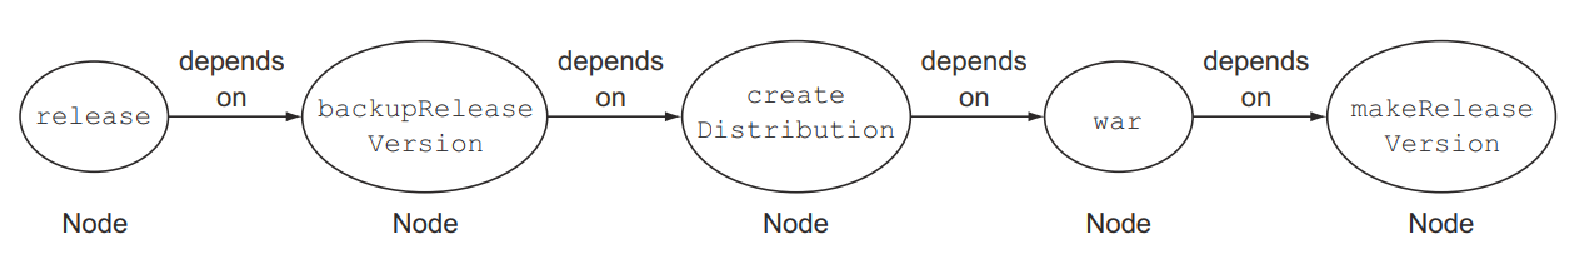 release
depends
on
backupRelease
Version
depends
on
create
Distribution
depends
on
war
depends
on
makeRelease
Version
Node
Node
Node
Node
Node